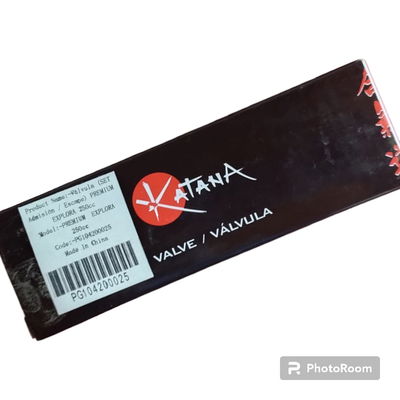 Product Name:-Válvula (SET
Admisión / Escape) PREMIUM
EXPLORA 250cc
Model:-PREMIUM EXPLORA
250cc
Code:-PG104200025
Made in China
PG104200025
KATANA
VALVE / VÁLVULA
PhotoRoom